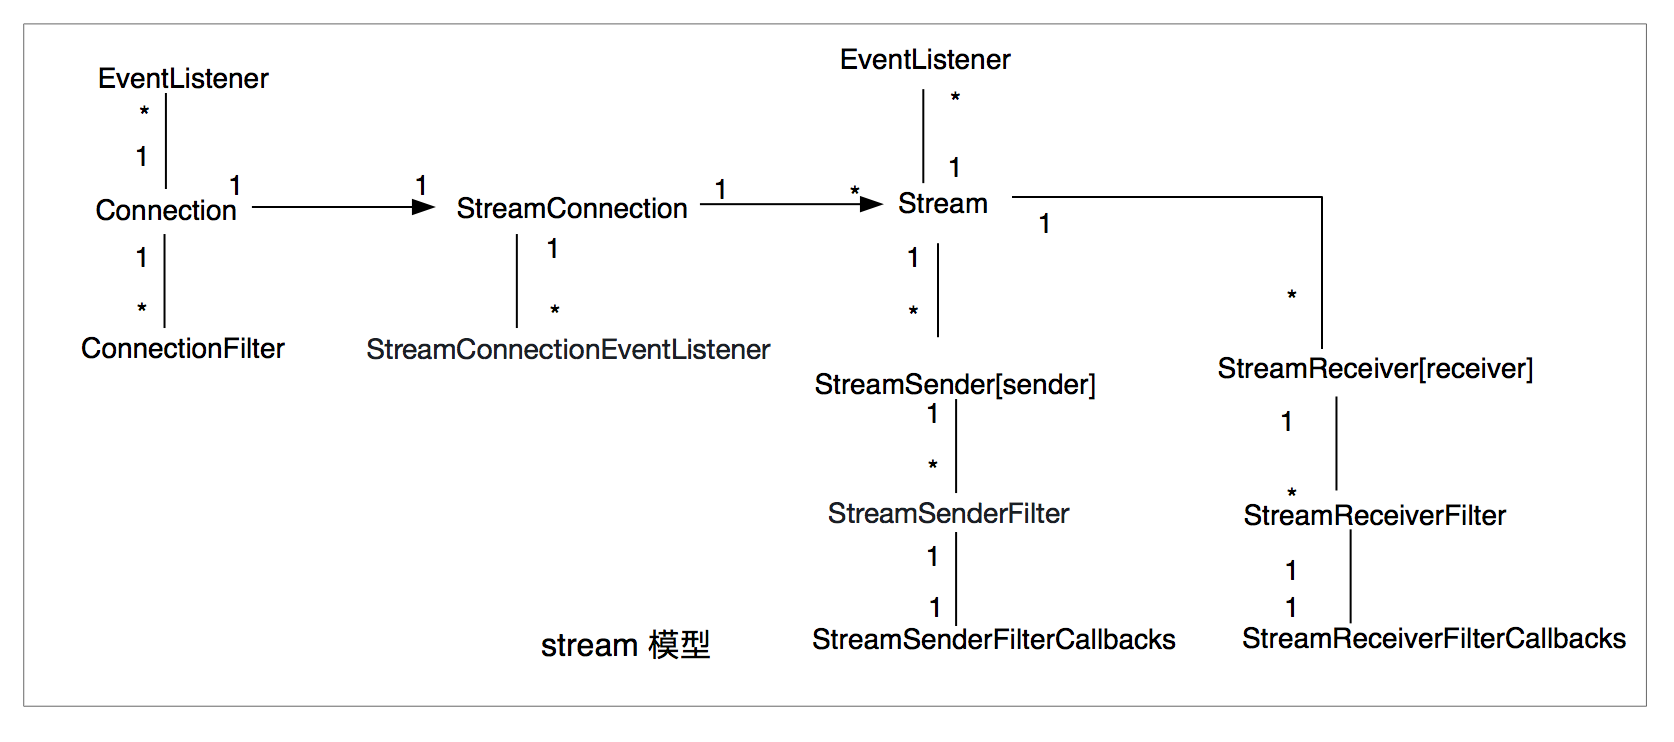 EventListener
*
1
Connection
1
1
StreamConnection
1
*
ConnectionFilter
1
*
StreamConnectionEventListener
1
*
EventListener
*
1
Stream
1
*
StreamSender[sender]
1
*
StreamSenderFilter
1
1
StreamSenderFilterCallbacks
1
*
StreamReceiver[receiver]
1
*
StreamReceiverFilter
1
1
StreamReceiverFilterCallbacks
1
*
stream 模型